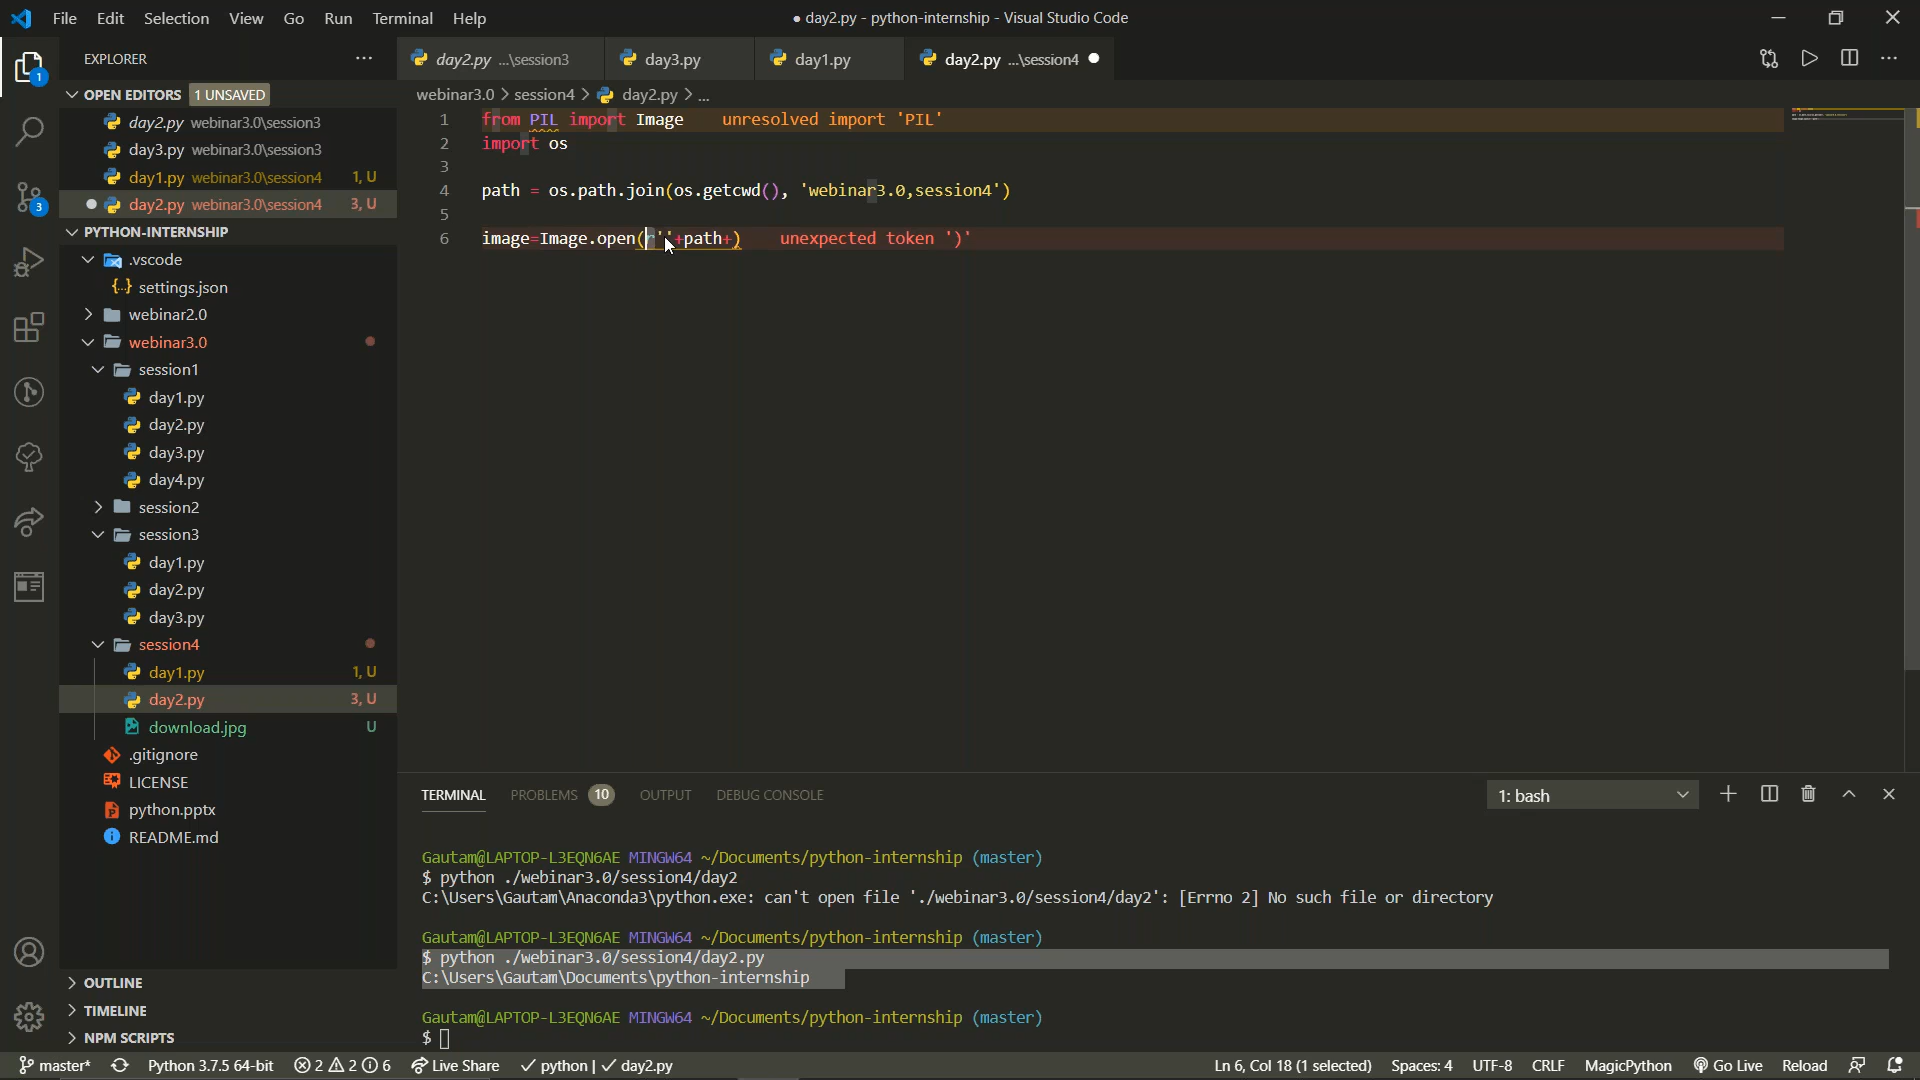 File Edit Selection View Go Run Terminal Help
● day2.py - python-internship - Visual Studio Code
EXPLORER
day2.py ...\session3
day3.py
day1.py
day2.py ...\session4
OPEN EDITORS 1 UNSAVED
day2.py webinar3.0\session3
day3.py webinar3.0\session3
day1.py webinar3.0\session4 1, U
day2.py webinar3.0\session4 3, U
PYTHON-INTERNSHIP
.vscode
settings.json
webinar2.0
webinar3.0
session1
day1.py
day2.py
day3.py
day4.py
session2
session3
day1.py
day2.py
day3.py
session4
day1.py 1, U
day2.py 3, U
download.jpg U
.gitignore
LICENSE
python.pptx
README.md
OUTLINE
TIMELINE
NPM SCRIPTS
1
3
webinar3.0 > session4 > day2.py > ...
1 from PIL import Image unresolved import 'PIL'
2 import os
3
4 path = os.path.join(os.getcwd(), 'webinar3.0,session4')
5
6 image=Image.open(r''+path+) unexpected token ')'
TERMINAL PROBLEMS 10 OUTPUT DEBUG CONSOLE
1: bash
Gautam@LAPTOP-L3EQN6AE MINGW64 ~/Documents/python-internship (master)
$ python ./webinar3.0/session4/day2
C:\Users\Gautam\Anaconda3\python.exe: can't open file './webinar3.0/session4/day2': [Errno 2] No such file or directory
Gautam@LAPTOP-L3EQN6AE MINGW64 ~/Documents/python-internship (master)
$ python ./webinar3.0/session4/day2.py
C:\Users\Gautam\Documents\python-internship
Gautam@LAPTOP-L3EQN6AE MINGW64 ~/Documents/python-internship (master)
$
master* Python 3.7.5 64-bit 2 2 6 Live Share ✓ python | ✓ day2.py Ln 6, Col 18 (1 selected) Spaces: 4 UTF-8 CRLF MagicPython Go Live Reload